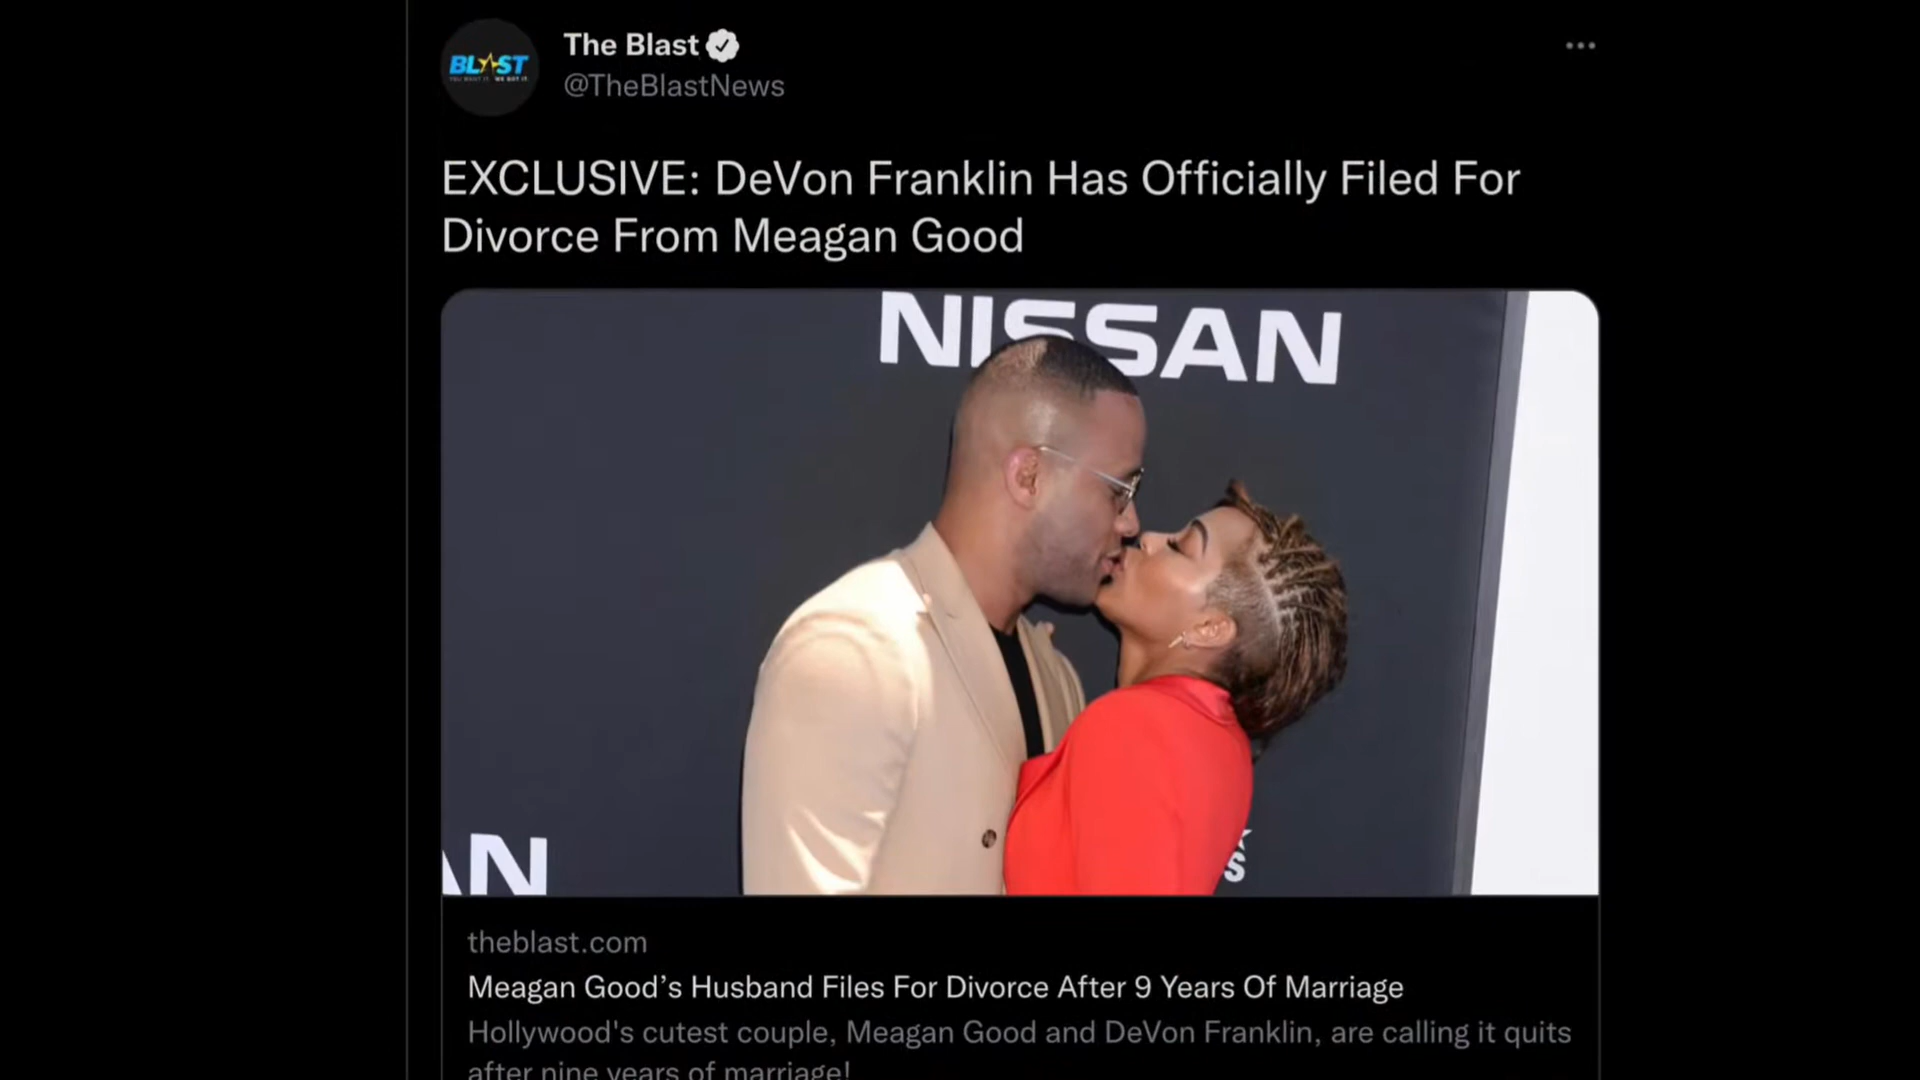 The Blast
@TheBlastNews
BLAST
EXCLUSIVE: DeVon Franklin Has Officially Filed For
Divorce From Meagan Good
NISSAN
AN
S
theblast.com
Meagan Good’s Husband Files For Divorce After 9 Years Of Marriage
Hollywood's cutest couple, Meagan Good and DeVon Franklin, are calling it quits
after nine years of marriage!